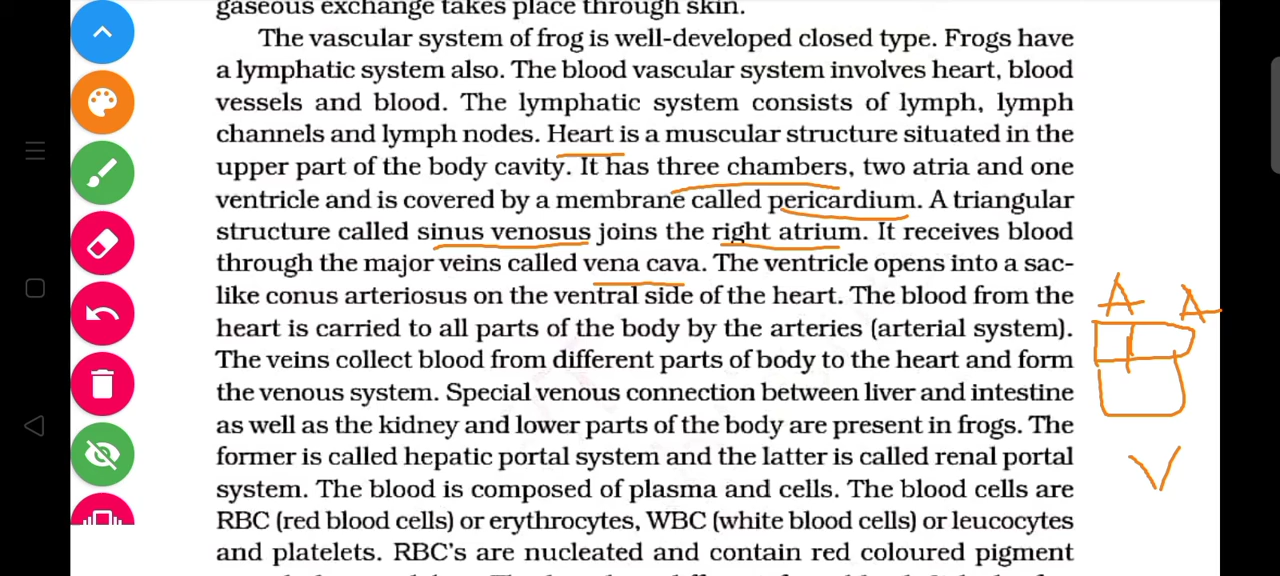 gaseous exchange takes place through skin.
The vascular system of frog is well-developed closed type. Frogs have
a lymphatic system also. The blood vascular system involves heart, blood
vessels and blood. The lymphatic system consists of lymph, lymph
channels and lymph nodes. Heart is a muscular structure situated in the
upper part of the body cavity. It has three chambers, two atria and one
ventricle and is covered by a membrane called pericardium. A triangular
structure called sinus venosus joins the right atrium. It receives blood
through the major veins called vena cava. The ventricle opens into a sac-
like conus arteriosus on the ventral side of the heart. The blood from the
heart is carried to all parts of the body by the arteries (arterial system).
The veins collect blood from different parts of body to the heart and form
the venous system. Special venous connection between liver and intestine
as well as the kidney and lower parts of the body are present in frogs. The
former is called hepatic portal system and the latter is called renal portal
system. The blood is composed of plasma and cells. The blood cells are
RBC (red blood cells) or erythrocytes, WBC (white blood cells) or leucocytes
and platelets. RBC's are nucleated and contain red coloured pigment
A A
V